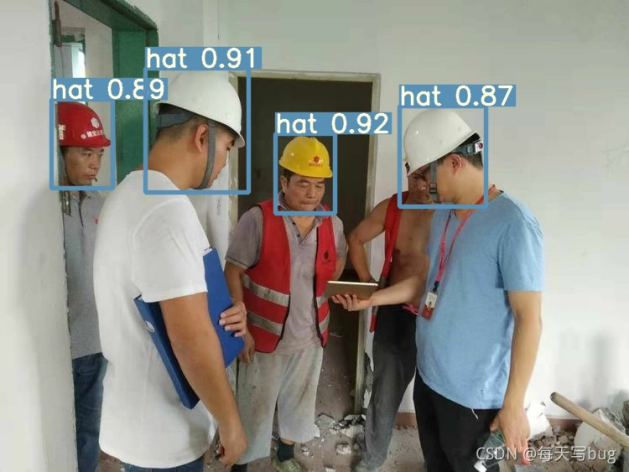 hat 0.89
hat 0.91
hat 0.92
hat 0.87
CSDN @每天写bug